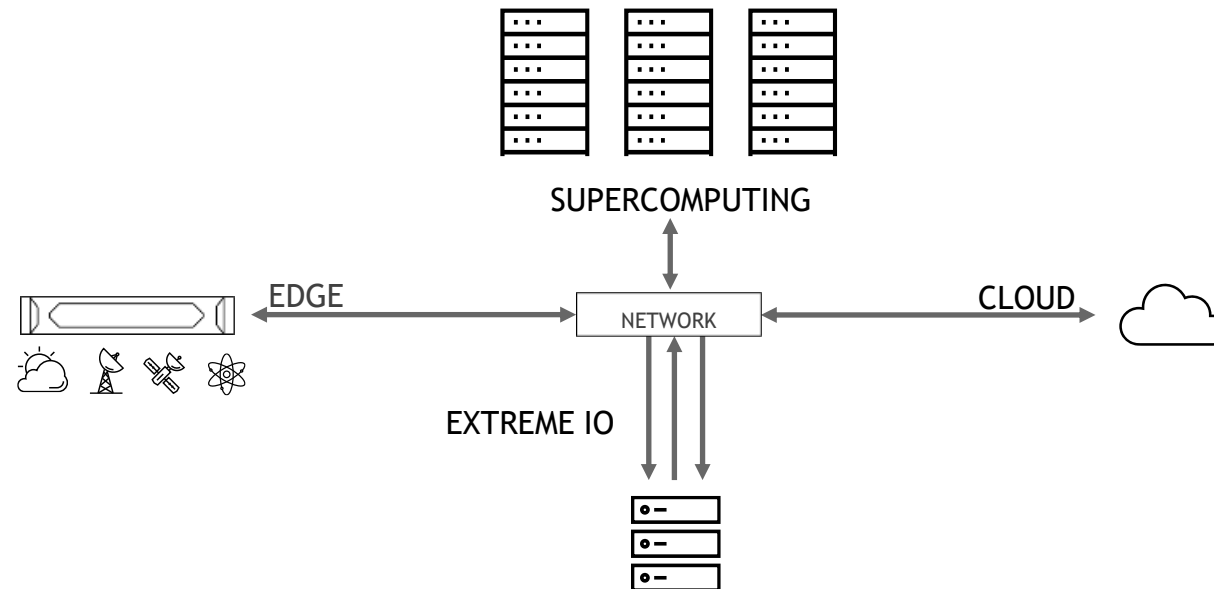 SUPERCOMPUTING
EDGE
CLOUD
NETWORK
EXTREME IO